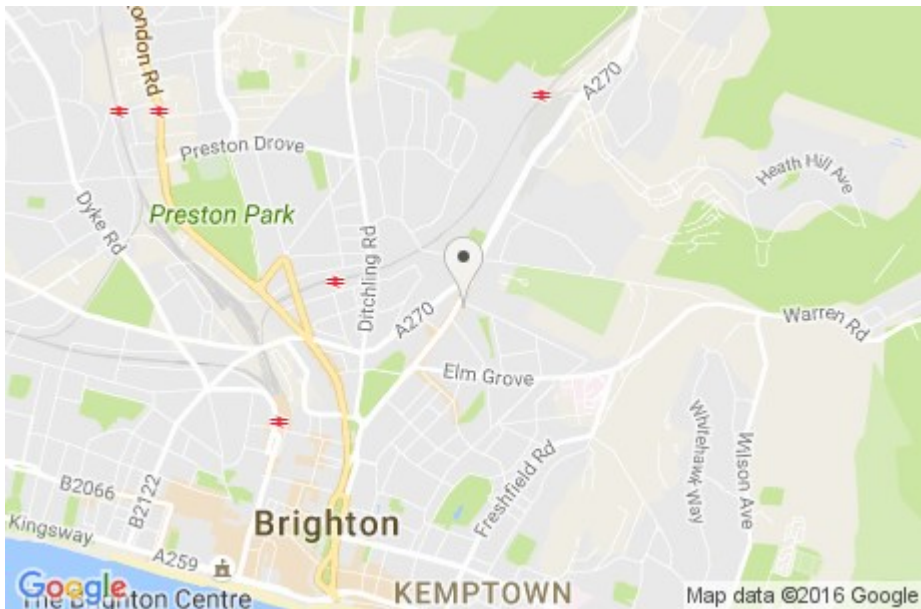 London Rd
A270
Preston Drove
Heath Hill Ave
Dyke Rd
Preston Park
Ditchling Rd
A270
Warren Rd
Elm Grove
Whitehawk Way
Wilson Ave
Freshfield Rd
B2066
B2122
Brighton
Kingsway
A259
Google
The Brighton Centre
KEMPTOWN
Map data ©2016 Google